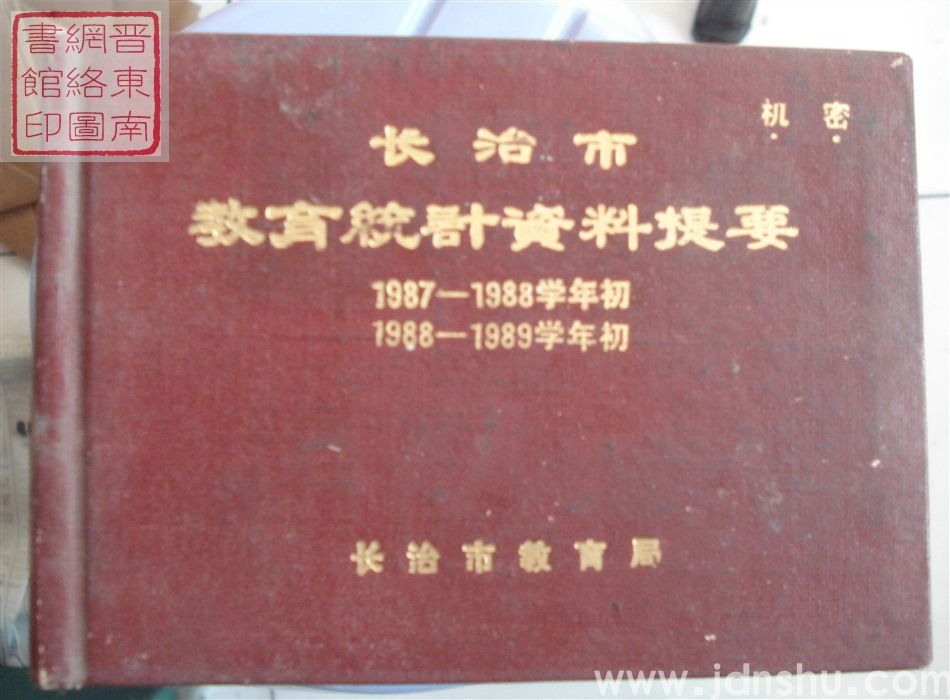 晋東南
網絡圖
書館印
机密
长治市
教育統計資料提要
1987—1988学年初
1988—1989学年初
长治市教育局
www.jdnshu.com